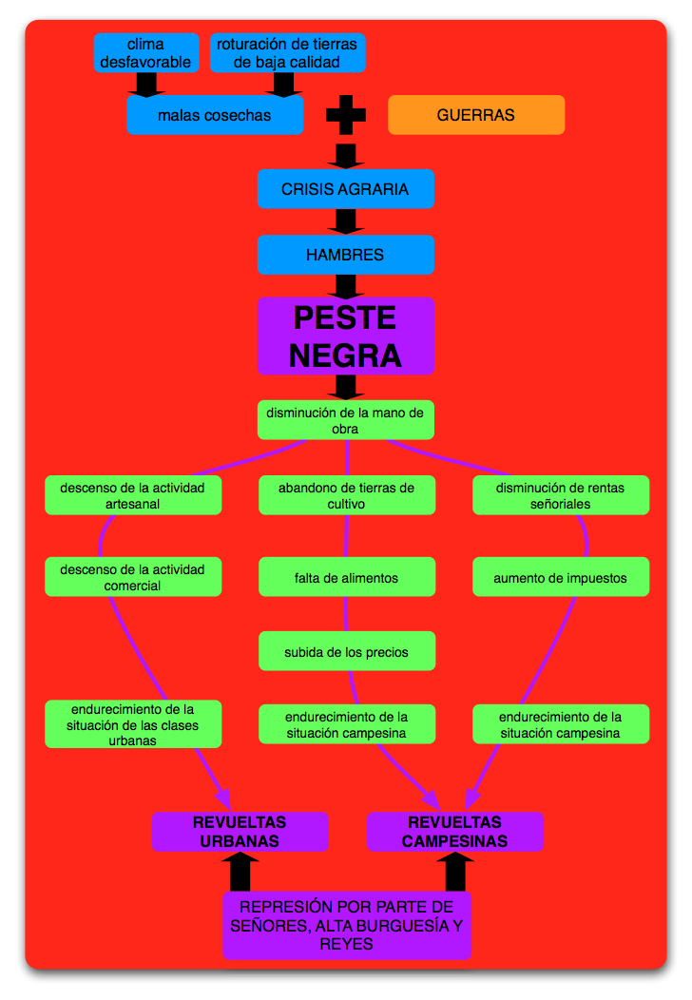 clima
desfavorable
roturación de tierras
de baja calidad
malas cosechas
GUERRAS
CRISIS AGRARIA
HAMBRES
PESTE
NEGRA
disminución de la mano de
obra
descenso de la actividad
artesanal
abandono de tierras de
cultivo
disminución de rentas
señoriales
descenso de la actividad
comercial
falta de alimentos
aumento de impuestos
subida de los precios
endurecimiento de la
situación de las clases
urbanas
endurecimiento de la
situación campesina
endurecimiento de la
situación campesina
REVUELTAS
URBANAS
REVUELTAS
CAMPESINAS
REPRESIÓN POR PARTE DE
SEÑORES, ALTA BURGUESÍA Y
REYES